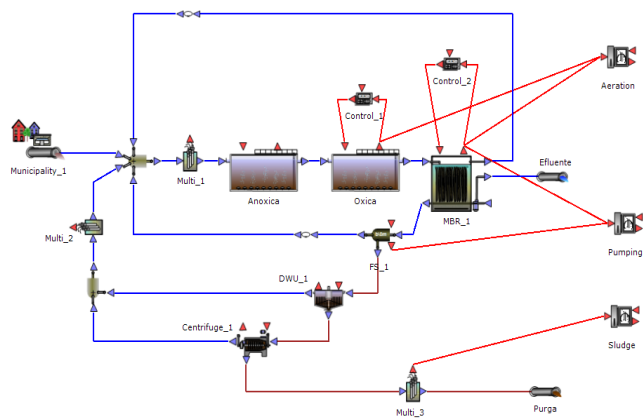 Control_2
Aeration
Control_1
Municipality_1
Multi_1
Efluente
Anoxica
Oxica
MBR_1
Multi_2
Pumping
FS_1
DWU_1
Centrifuge_1
Sludge
Multi_3
Purga